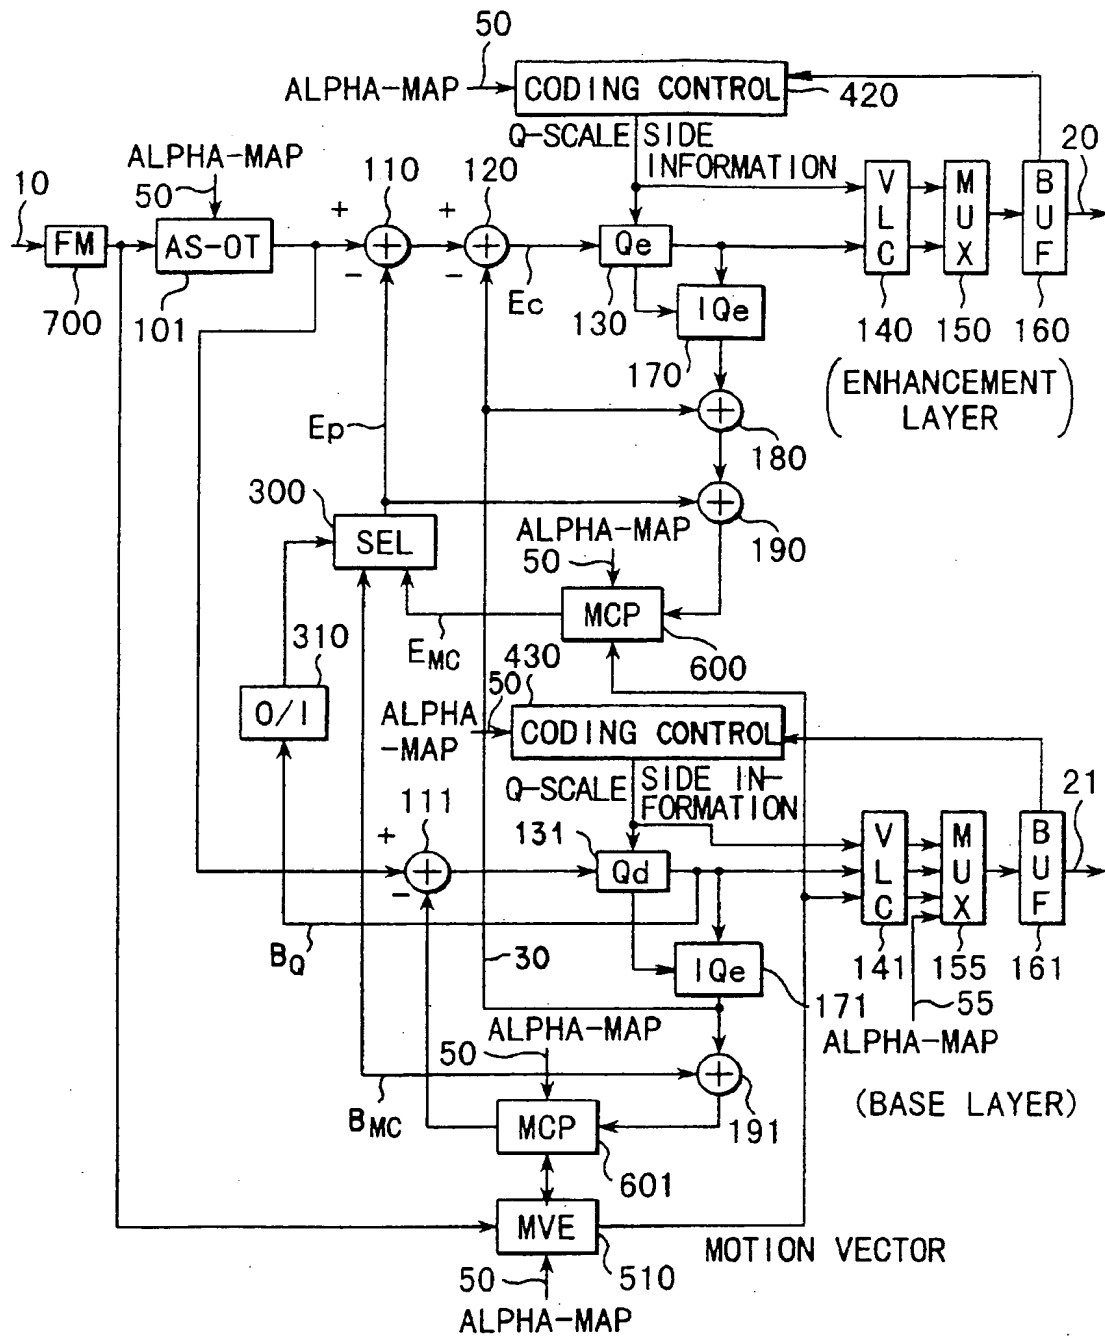 50
ALPHA-MAP
CODING CONTROL
420
Q-SCALE
SIDE
INFORMATION
20
ALPHA-MAP
50
10
110
120
+
+
V
L
C
M
U
X
B
U
F
FM
AS-OT
+
+
Qe
-
-
Ec
700
101
130
IQe
140
150
160
170
(ENHANCEMENT
LAYER)
+
180
Ep
300
SEL
+
190
ALPHA-MAP
50
MCP
EMC
600
310
O/I
430
50
ALPHA
-MAP
CODING CONTROL
Q-SCALE
SIDE IN-
FORMATION
21
111
131
+
+
-
Qd
V
L
C
M
U
X
B
U
F
BQ
30
IQe
171
141
155
161
55
ALPHA-MAP
ALPHA-MAP
50
+
191
BMC
MCP
601
(BASE LAYER)
MVE
510
MOTION VECTOR
50
ALPHA-MAP